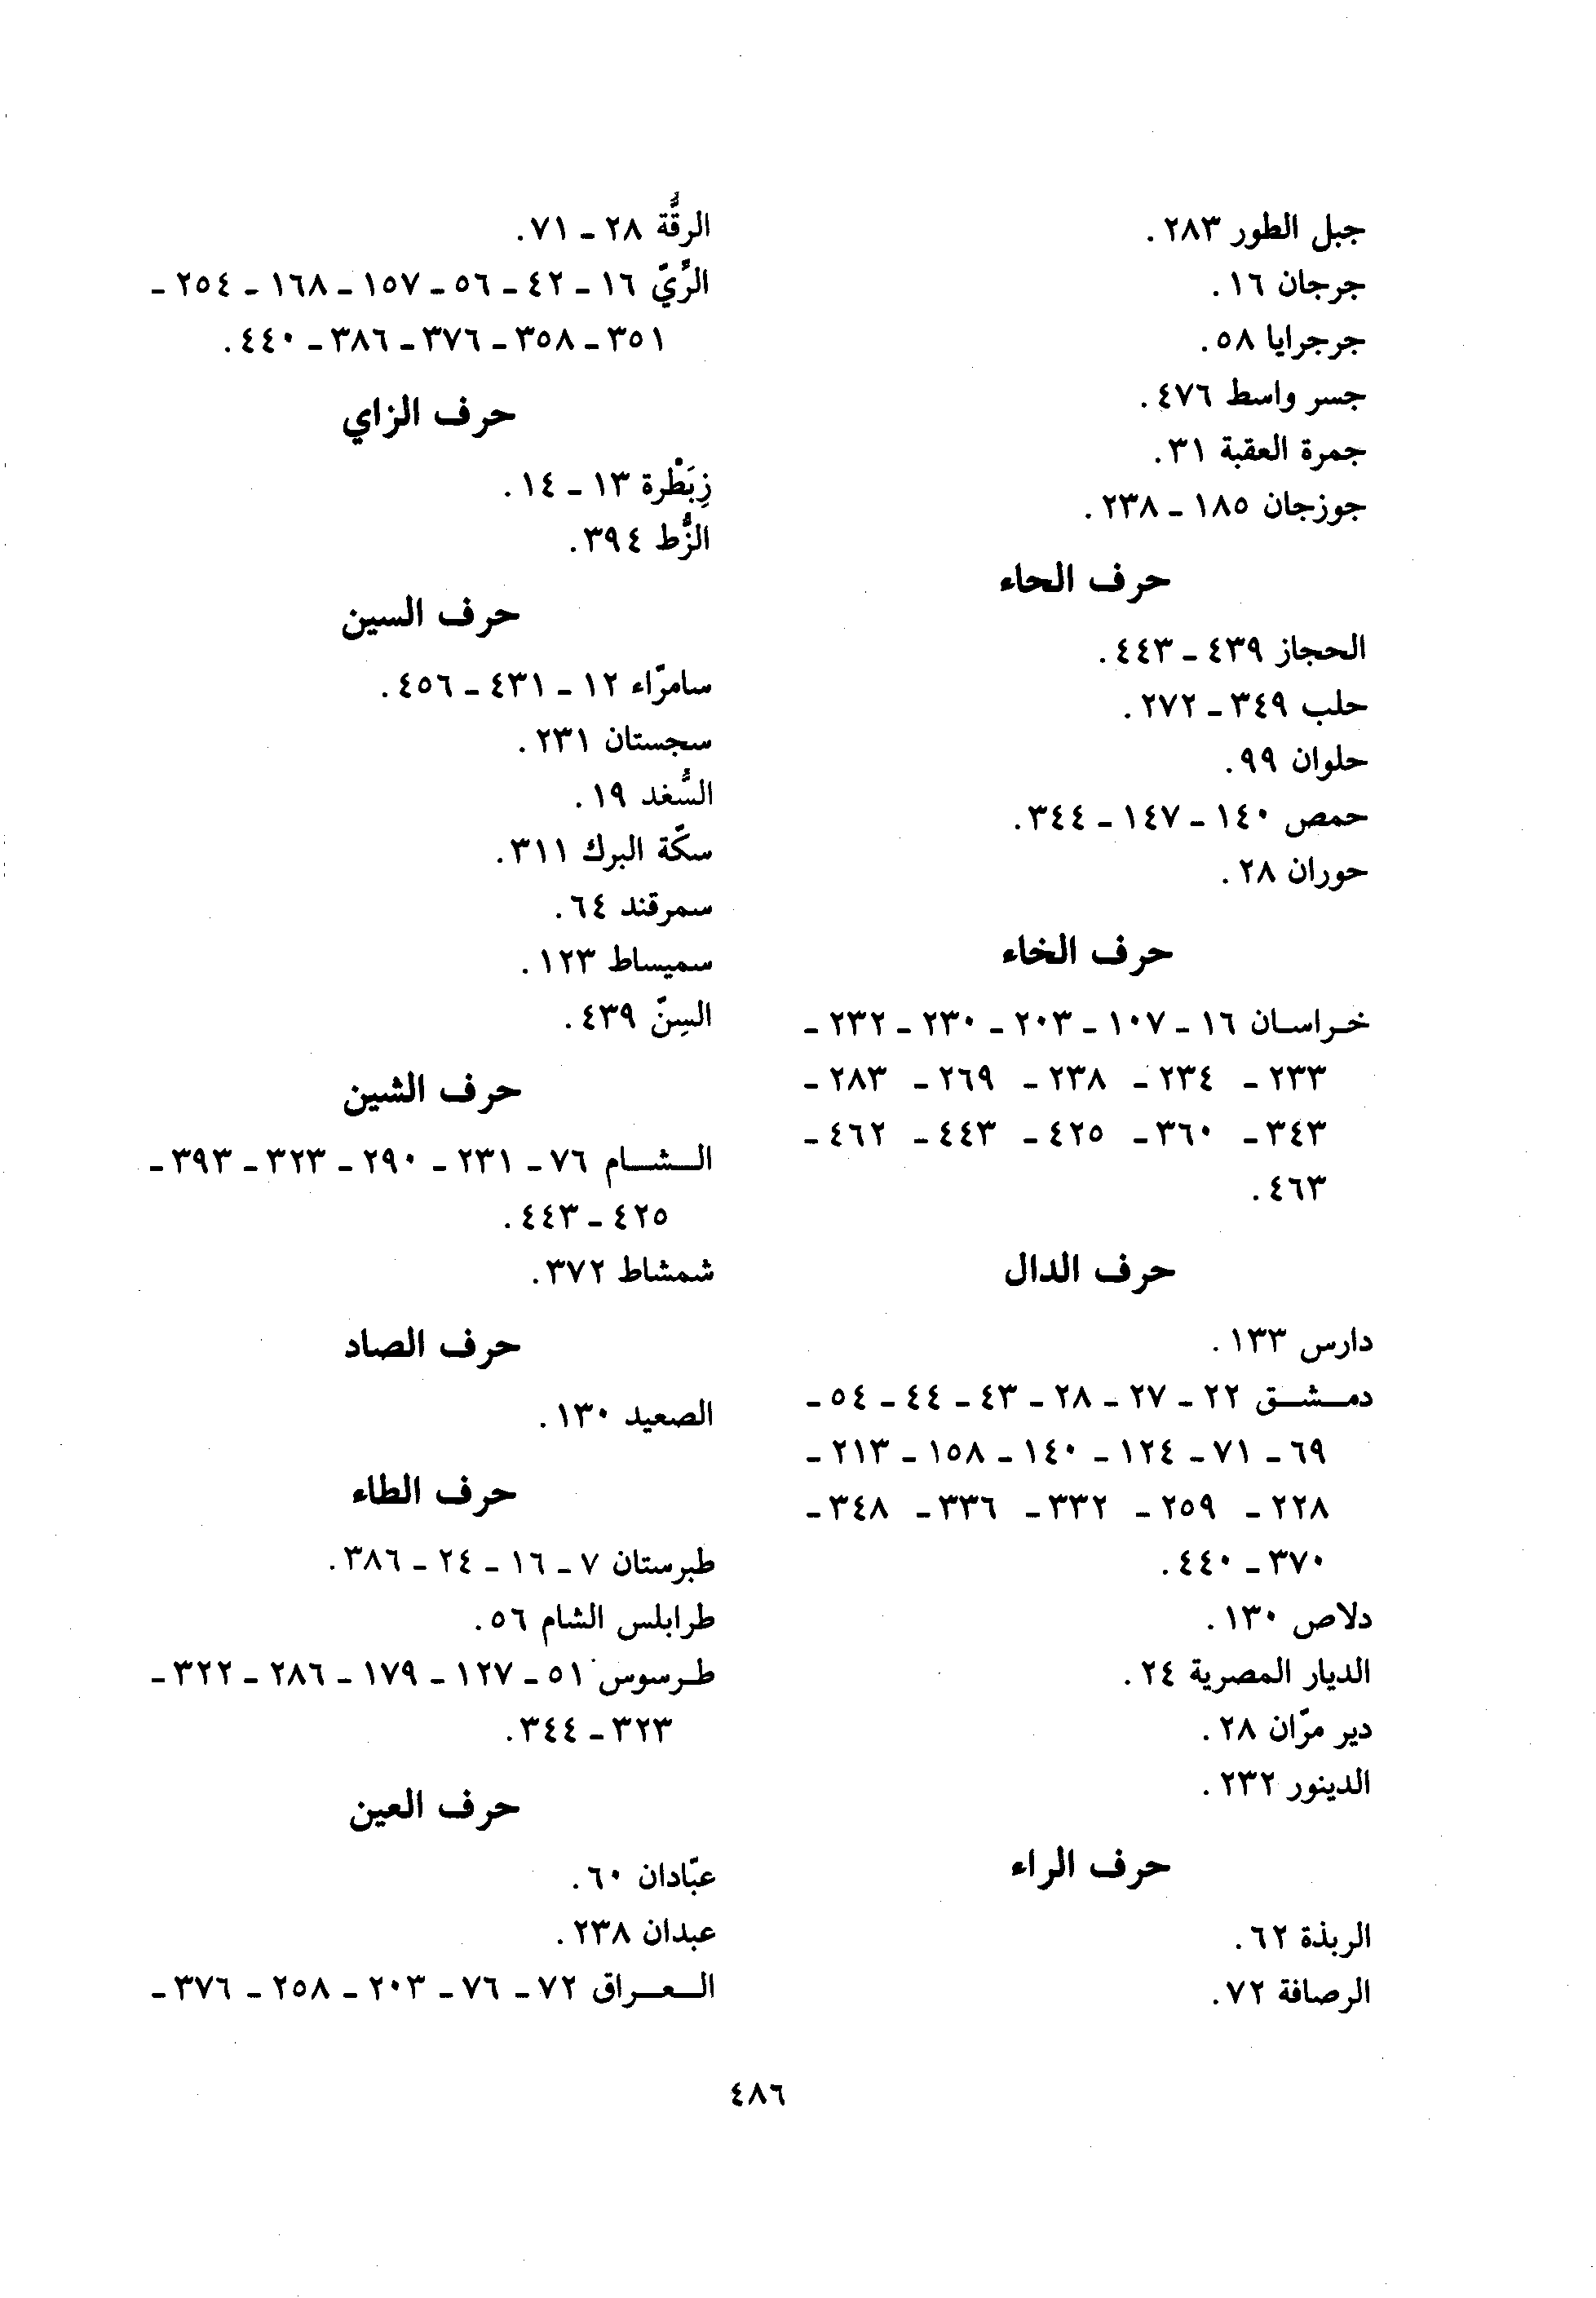 جبل الطور ٢٨٣.
جرجان ١٦.
جرجرايا ٥٨.
جسر واسط ٤٧٦.
جمرة العقبة ٣١.
جوزجان ١٨٥ ـ ٢٣٨.
حرف الحاء
الحجاز ٤٣٩ ـ ٤٤٣.
حلب ٣٤٩ ـ ٢٧٢.
حلوان ٩٩.
حمص ١٤٠ ـ ١٤٧ ـ ٣٤٤.
حوران ٢٨.
حرف الخاء
خراسان ١٦ ـ ١٠٧ ـ ٢٠٣ ـ ٢٣٠ ـ ٢٣٢ ـ
٢٣٣ ـ ٢٣٤ ـ ٢٣٨ ـ ٢٦٩ ـ ٢٨٣ ـ
٣٤٣ ـ ٣٦٠ ـ ٤٢٥ ـ ٤٤٣ ـ ٤٦٢ ـ
٤٦٣.
حرف الدال
دارس ١٣٣.
دمشق ٢٢ ـ ٢٧ ـ ٢٨ ـ ٤٣ ـ ٤٤ ـ ٥٤ ـ
٦٩ ـ ٧١ ـ ١٢٤ ـ ١٤٠ ـ ١٥٨ ـ ٢١٣ ـ
٢٢٨ ـ ٢٥٩ ـ ٣٣٢ ـ ٣٣٦ ـ ٣٤٨ ـ
٣٧٠ ـ ٤٤٠.
دلاص ١٣٠.
الديار المصرية ٢٤.
دير مرّان ٢٨.
الدينور ٢٣٢.
حرف الراء
الربذة ٦٢.
الرصافة ٧٢.
الرقُّة ٢٨ ـ ٧١.
الرَّيّ ١٦ ـ ٤٢ ـ ٥٦ ـ ١٥٧ ـ ١٦٨ ـ ٢٥٤ ـ
٣٥١ ـ ٣٥٨ ـ ٣٧٦ ـ ٣٨٦ ـ ٤٤٠.
حرف الزاي
زِبَطْرة ١٣ ـ ١٤.
الزُّط ٣٩٤.
حرف السين
سامرّاء ١٢ ـ ٤٣١ ـ ٤٥٦.
سجستان ٢٣١.
السُّغد ١٩.
سكّة البرك ٣١١.
سمرقند ٦٤.
سميساط ١٢٣.
السِنّ ٤٣٩.
حرف الشين
الشام ٧٦ ـ ٢٣١ ـ ٢٩٠ ـ ٣٢٣ ـ ٣٩٣ ـ
٤٢٥ ـ ٤٤٣.
شمشاط ٣٧٢.
حرف الصاد
الصعيد ١٣٠.
حرف الطاء
طبرستان ٧ ـ ١٦ ـ ٢٤ ـ ٣٨٦.
طرابلس الشام ٥٦.
طرسوس ٥١ ـ ١٢٧ ـ ١٧٩ ـ ٢٨٦ ـ ٣٢٢ ـ
٣٢٣ ـ ٣٤٤.
حرف العين
عبّادان ٦٠.
عبدان ٢٣٨.
العراق ٧٢ ـ ٧٦ ـ ٢٠٣ ـ ٢٥٨ ـ ٣٧٦ ـ
٤٨٦